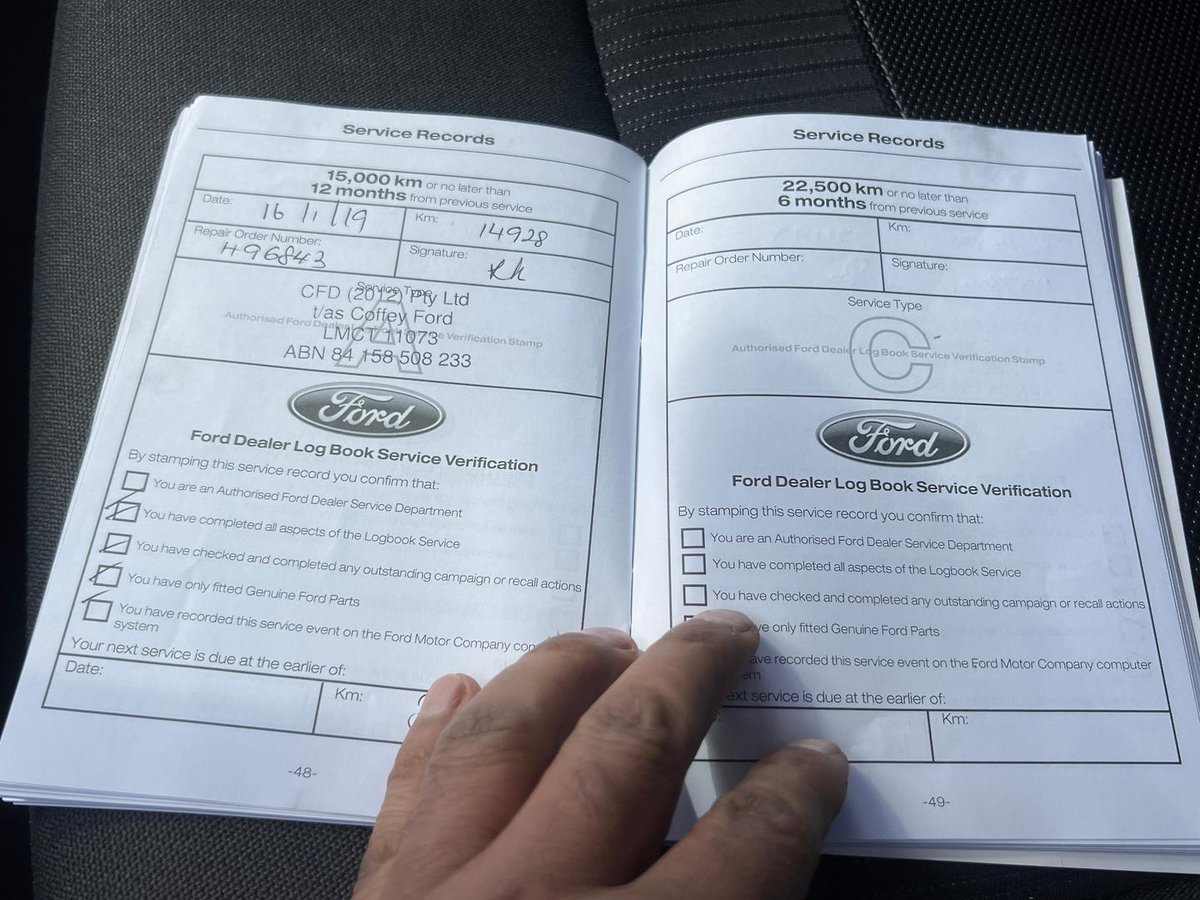 Service Records
15,000 km or no later than
12 months from previous service
Date: 16/1/19
Km: 14928
Repair Order Number: H96843
Signature:
Service Type
A
Authorised Ford Dealer Log Book Service Verification Stamp
CFD (2012) Pty Ltd
t/as Coffey Ford
LMCT 11073
ABN 84 158 508 233
Ford
Ford Dealer Log Book Service Verification
By stamping this service record you confirm that:
You are an Authorised Ford Dealer Service Department
You have completed all aspects of the Logbook Service
You have checked and completed any outstanding campaign or recall actions
You have only fitted Genuine Ford Parts
You have recorded this service event on the Ford Motor Company
system
Your next service is due at the earlier of:
Date:
Km:
-48-
Service Records
22,500 km or no later than
6 months from previous service
Date:
Km:
Repair Order Number:
Signature:
Service Type
C
Authorised Ford Dealer Log Book Service Verification Stamp
Ford
Ford Dealer Log Book Service Verification
By stamping this service record you confirm that:
You are an Authorised Ford Dealer Service Department
You have completed all aspects of the Logbook Service
You have checked and completed any outstanding campaign or recall actions
only fitted Genuine Ford Parts
recorded this service event on the Ford Motor Company computer
next service is due at the earlier of:
Km:
-49-